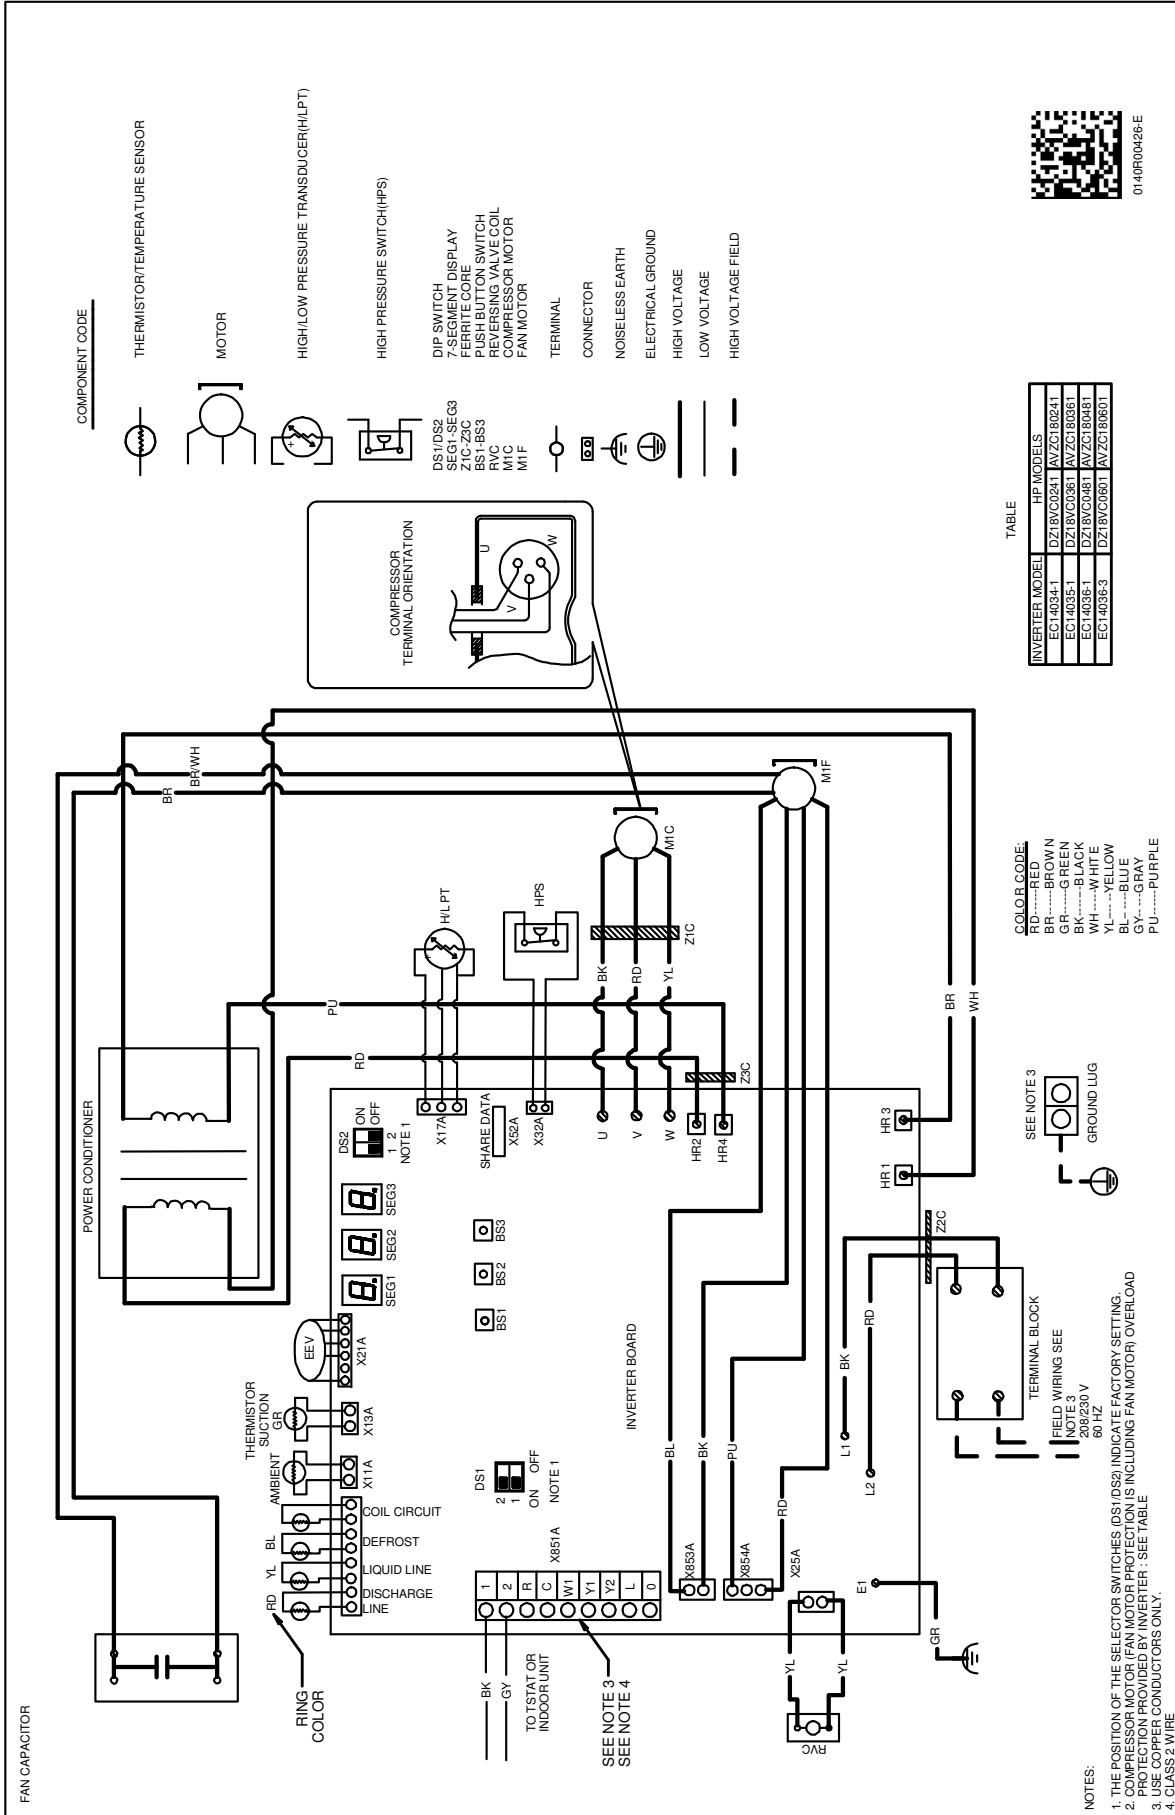 FAN CAPACITOR
COMPONENT CODE
THERMISTOR/TEMPERATURE SENSOR
MOTOR
HIGH/LOW PRESSURE TRANSDUCER(H/LPT)
HIGH PRESSURE SWITCH(HPS)
DS1/DS2 DIP SWITCH
SEG1-SEG3 7-SEGMENT DISPLAY
Z1C-Z3C FERRITE CORE
BS1-BS3 PUSH BUTTON SWITCH
RVC REVERSING VALVE COIL
M1C COMPRESSOR MOTOR
M1F FAN MOTOR
TERMINAL
CONNECTOR
NOISELESS EARTH
ELECTRICAL GROUND
HIGH VOLTAGE
LOW VOLTAGE
HIGH VOLTAGE FIELD
COMPRESSOR
TERMINAL ORIENTATION
U
V
W
BR
BR/WH
POWER CONDITIONER
PU
RD
RING
COLOR
RD
YL
BL
AMBIENT
THERMISTOR
SUCTION
GR
EEV
COIL CIRCUIT
DEFROST
LIQUID LINE
DISCHARGE
LINE
X11A
X13A
X21A
SEG1
SEG2
SEG3
DS2
ON
OFF
1 2
NOTE 1
X17A
H/L PT
SHARE DATA
X52A
X32A
HPS
BS1
BS2
BS3
DS1
2
1
ON OFF
NOTE 1
X851A
1
2
R
C
W1
Y1
Y2
L
0
BK
GY
TO TSTAT OR
INDOOR UNIT
SEE NOTE 3
SEE NOTE 4
INVERTER BOARD
U
V
W
BK
RD
YL
Z1C
M1C
M1F
HR2
HR4
Z3C
X853A
X854A
X25A
BL
BK
PU
RD
YL
YL
RVC
L1
L2
BK
RD
E1
GR
HR 1
HR 3
BR
WH
Z2C
TERMINAL BLOCK
FIELD WIRING SEE
NOTE 3
208/230 V
60 HZ
SEE NOTE 3
GROUND LUG
COLOR CODE:
RD------RED
BR------BROWN
GR------GREEN
BK------BLACK
WH-----WHITE
YL-----YELLOW
BL------BLUE
GY-----GRAY
PU------PURPLE
TABLE
INVERTER MODEL HP MODELS
EC14034-1 DZ18VC0241 AVZC180241
EC14035-1 DZ18VC0361 AVZC180361
EC14036-1 DZ18VC0481 AVZC180481
EC14036-3 DZ18VC0601 AVZC180601
0140R00426-E
NOTES:
1. THE POSITION OF THE SELECTOR SWITCHES (DS1/DS2) INDICATE FACTORY SETTING.
2. COMPRESSOR MOTOR (FAN MOTOR PROTECTION IS INCLUDING FAN MOTOR) OVERLOAD
PROTECTION PROVIDED BY INVERTER : SEE TABLE
3. USE COPPER CONDUCTORS ONLY.
4. CLASS 2 WIRE